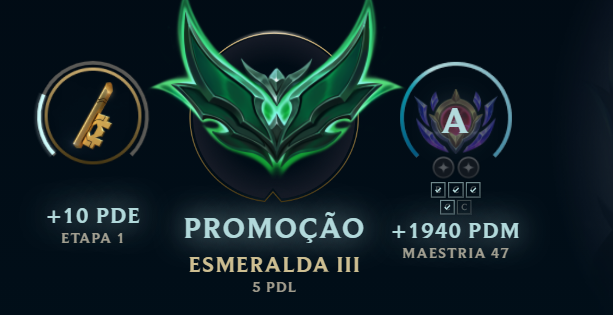 A
C
+10 PDE
ETAPA 1
PROMOÇÃO
ESMERALDA III
5 PDL
+1940 PDM
MAESTRIA 47